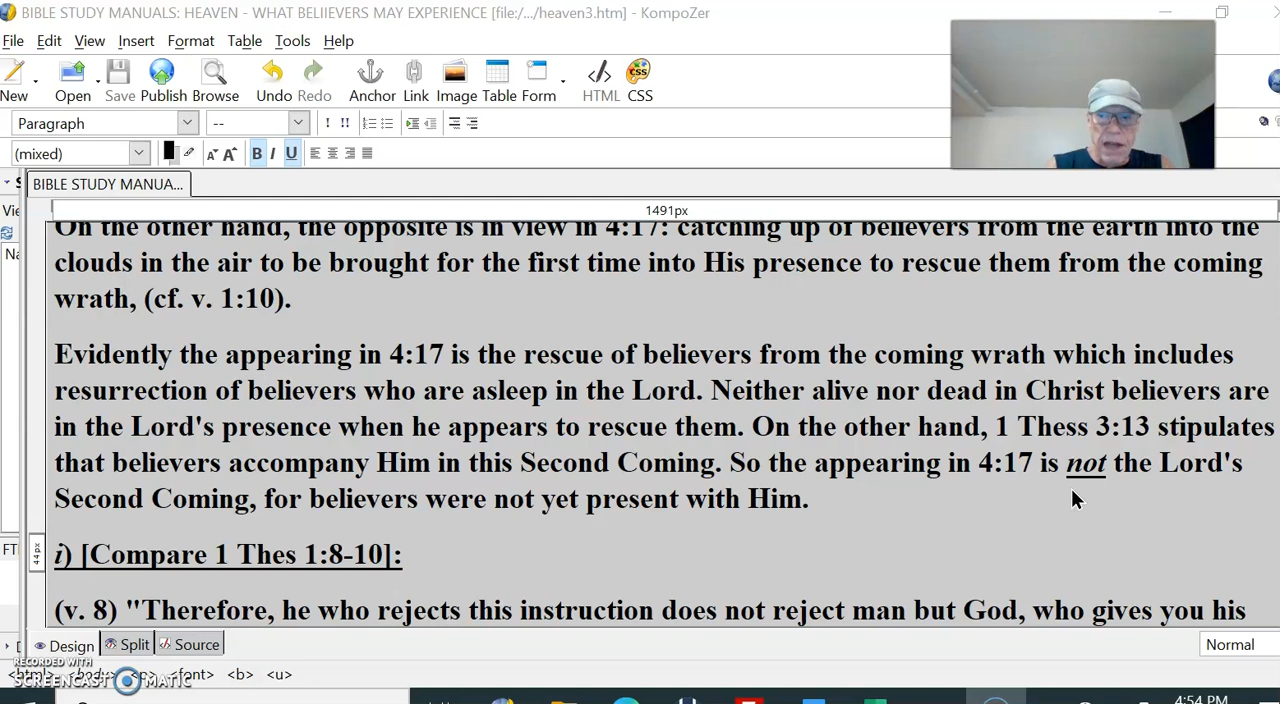 BIBLE STUDY MANUALS: HEAVEN - WHAT BELIIEVERS MAY EXPERIENCE [file:/.../heaven3.htm] - KompoZer
File Edit View Insert Format Table Tools Help
New Open Save Publish Browse Undo Redo Anchor Link Image Table Form HTML CSS
Paragraph -- ! !!
(mixed) A A B I U
S BIBLE STUDY MANUA...
Vie 1491px
On the other hand, the opposite is in view in 4:17: catching up of believers from the earth into the
Na clouds in the air to be brought for the first time into His presence to rescue them from the coming
wrath, (cf. v. 1:10).
Evidently the appearing in 4:17 is the rescue of believers from the coming wrath which includes
resurrection of believers who are asleep in the Lord. Neither alive nor dead in Christ believers are
in the Lord's presence when he appears to rescue them. On the other hand, 1 Thess 3:13 stipulates
that believers accompany Him in this Second Coming. So the appearing in 4:17 is not the Lord's
Second Coming, for believers were not yet present with Him.
FT 44px i) [Compare 1 Thes 1:8-10]:
(v. 8) "Therefore, he who rejects this instruction does not reject man but God, who gives you his
Design Split Source Normal
RECORDED WITH
<html> <body> <p> <font> <b> <u>
SCREENCAST MATIC
4:54 PM